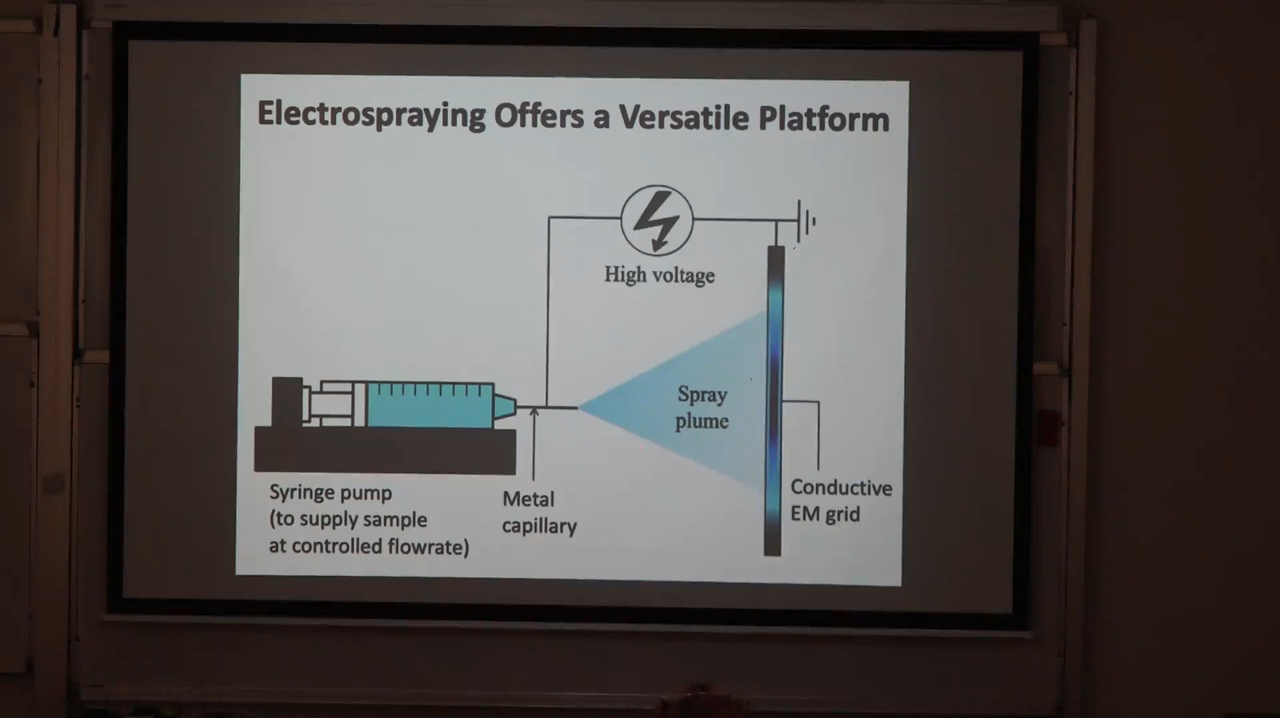 Electrospraying Offers a Versatile Platform
High voltage
Spray
plume
Syringe pump
(to supply sample
at controlled flowrate)
Metal
capillary
Conductive
EM grid